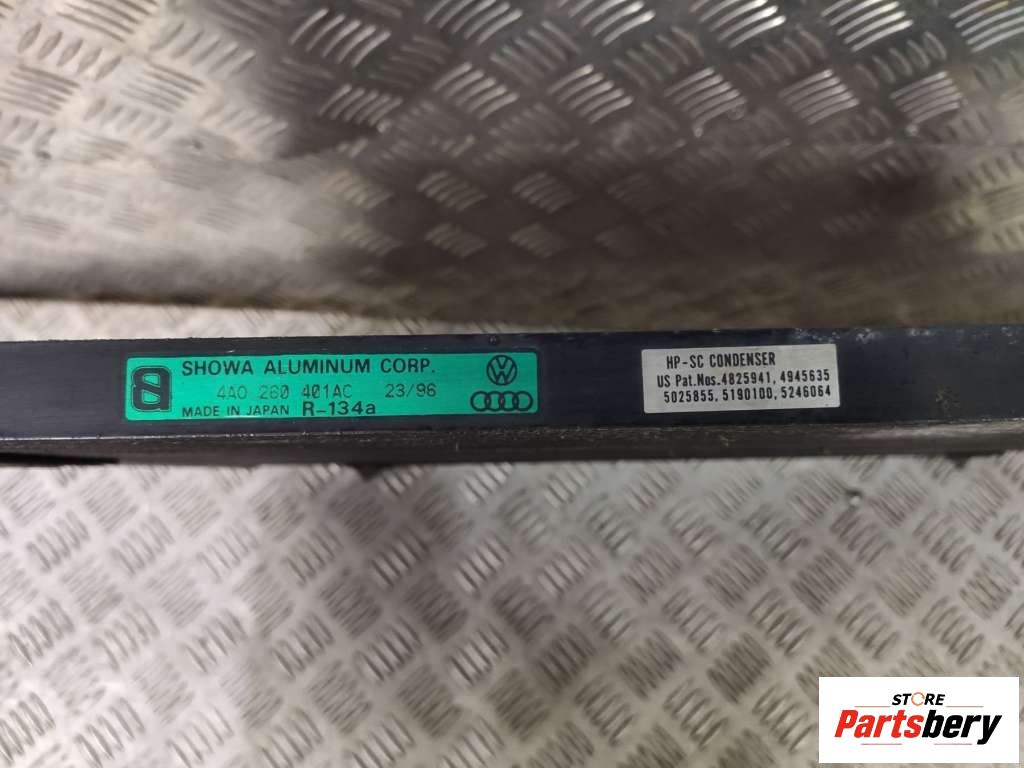 SHOWA ALUMINUM CORP.
4A0 260 401AC 23/96
MADE IN JAPAN R-134a
HP-SC CONDENSER
US Pat.Nos.4825941, 4945635
5025855, 5190100, 5246064
STORE
Partsbery